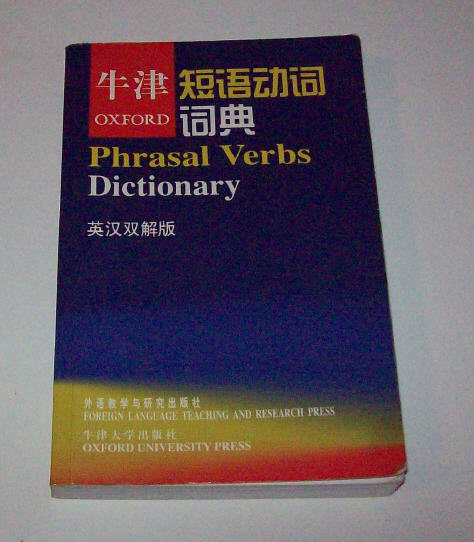 牛津
OXFORD
短语动词
词典
Phrasal Verbs
Dictionary
英汉双解版
外语教学与研究出版社
FOREIGN LANGUAGE TEACHING AND RESEARCH PRESS
牛津大学出版社
OXFORD UNIVERSITY PRESS